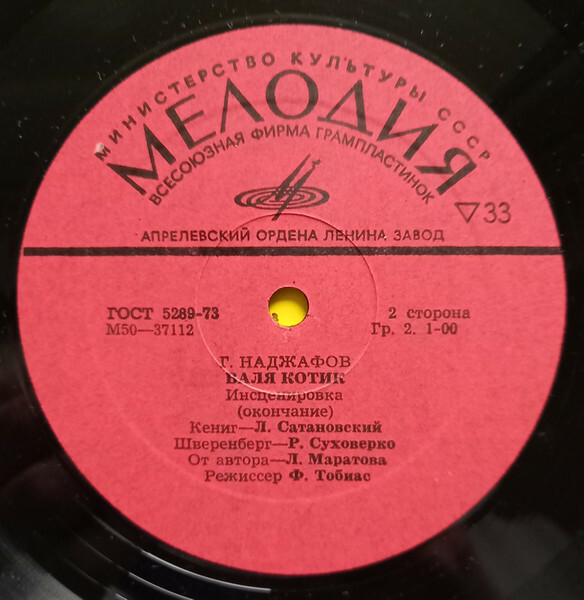 МИНИСТЕРСТВО КУЛЬТУРЫ СССР
МЕЛОДИЯ
ВСЕСОЮЗНАЯ ФИРМА ГРАМПЛАСТИНОК
▽33
АПРЕЛЕВСКИЙ ОРДЕНА ЛЕНИНА ЗАВОД
ГОСТ 5289-73 2 сторона
М50—37112 Гр. 2. 1-00
Г. НАДЖАФОВ
ВАЛЯ КОТИК
Инсценировка
(окончание)
Кениг—Л. Сатановский
Шверенберг—Р. Суховерко
От автора—Л. Маратова
Режиссер Ф. Тобиас